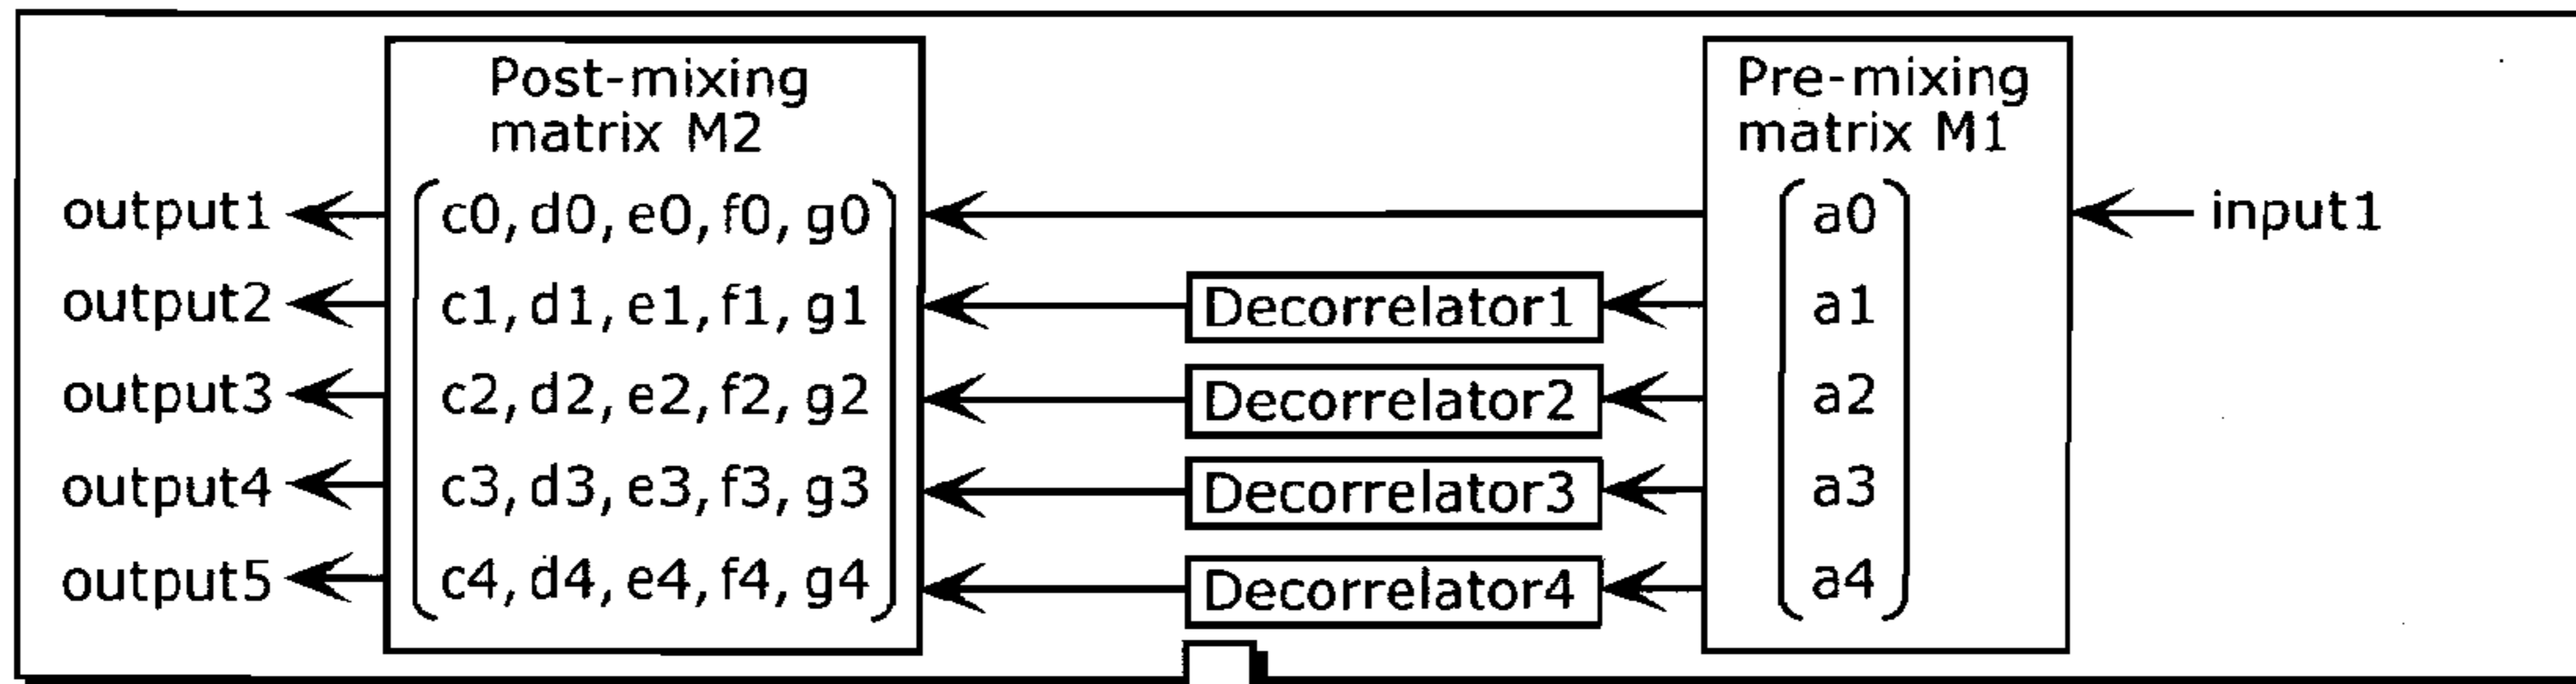 Post-mixing
matrix M2
Pre-mixing
matrix M1
output1
c0, d0, e0, f0, g0
a0
input1
output2
c1, d1, e1, f1, g1
Decorrelator1
a1
output3
c2, d2, e2, f2, g2
Decorrelator2
a2
output4
c3, d3, e3, f3, g3
Decorrelator3
a3
output5
c4, d4, e4, f4, g4
Decorrelator4
a4